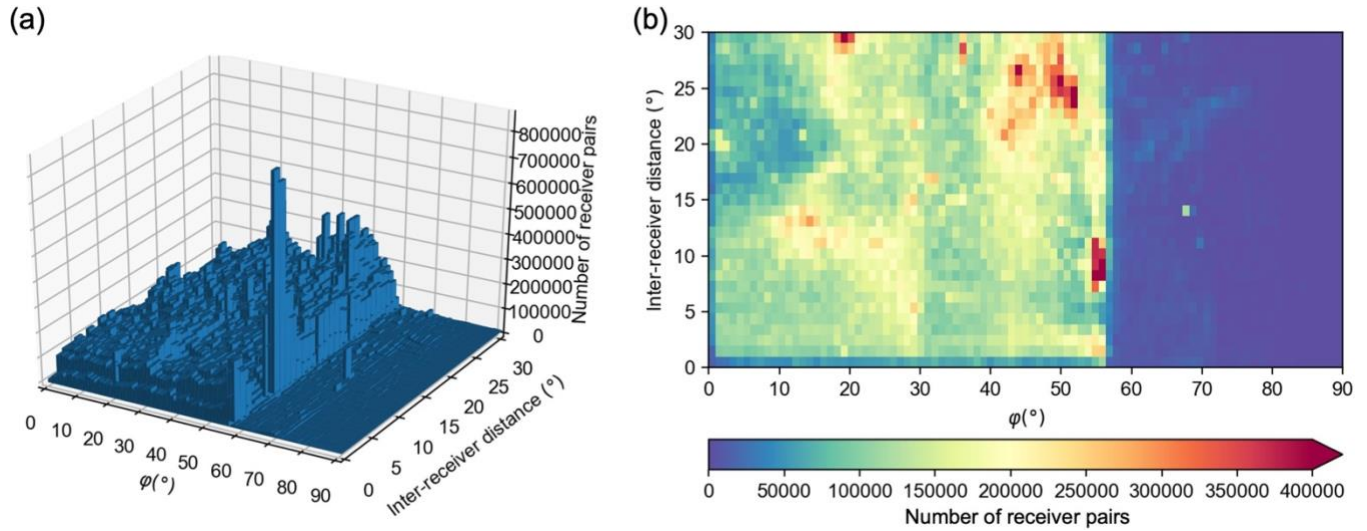 (a)
800000
700000
600000
500000
400000
300000
200000
100000
0
Number of receiver pairs
0 10 20 30 40 50 60 70 80 90
φ(°)
0 5 10 15 20 25 30
Inter-receiver distance (°)
(b)
30
25
20
15
10
5
0
Inter-receiver distance (°)
0 10 20 30 40 50 60 70 80 90
φ(°)
0 50000 100000 150000 200000 250000 300000 350000 400000
Number of receiver pairs